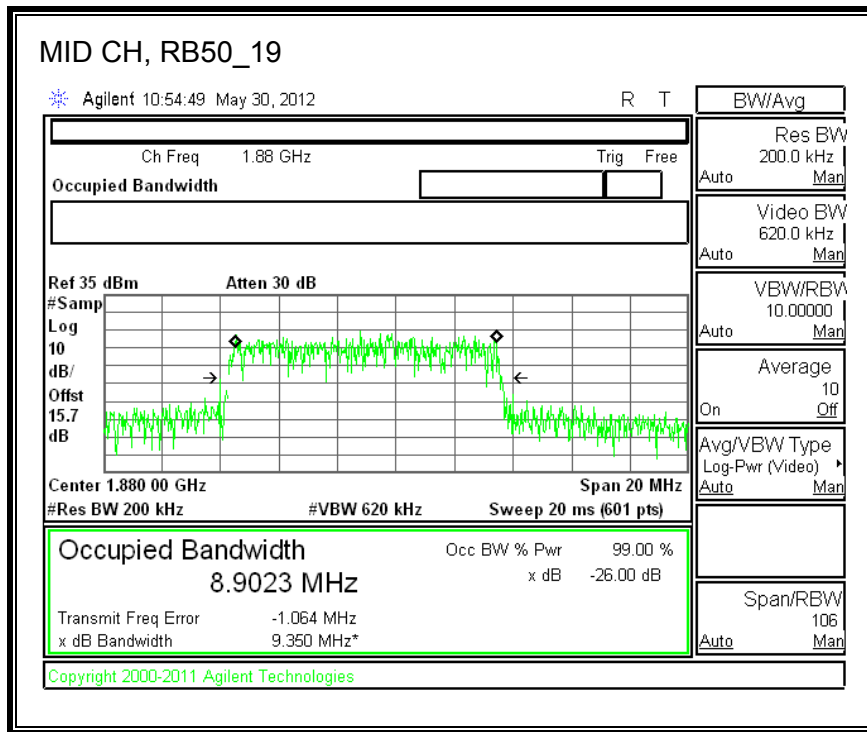 MID CH, RB50_19
Agilent 10:54:49 May 30, 2012 R T
BW/Avg
Ch Freq 1.88 GHz Trig Free
Occupied Bandwidth
Res BW
200.0 kHz
Auto Man
Video BW
620.0 kHz
Auto Man
Ref 35 dBm Atten 30 dB
#Samp
Log
10
dB/
Offst
15.7
dB
VBW/RBW
10.00000
Auto Man
Average
10
On Off
Avg/VBW Type
Log-Pwr (Video)
Auto Man
Center 1.880 00 GHz Span 20 MHz
#Res BW 200 kHz #VBW 620 kHz Sweep 20 ms (601 pts)
Occupied Bandwidth Occ BW % Pwr 99.00 %
8.9023 MHz x dB -26.00 dB
Transmit Freq Error -1.064 MHz
x dB Bandwidth 9.350 MHz*
Span/RBW
106
Auto Man
Copyright 2000-2011 Agilent Technologies